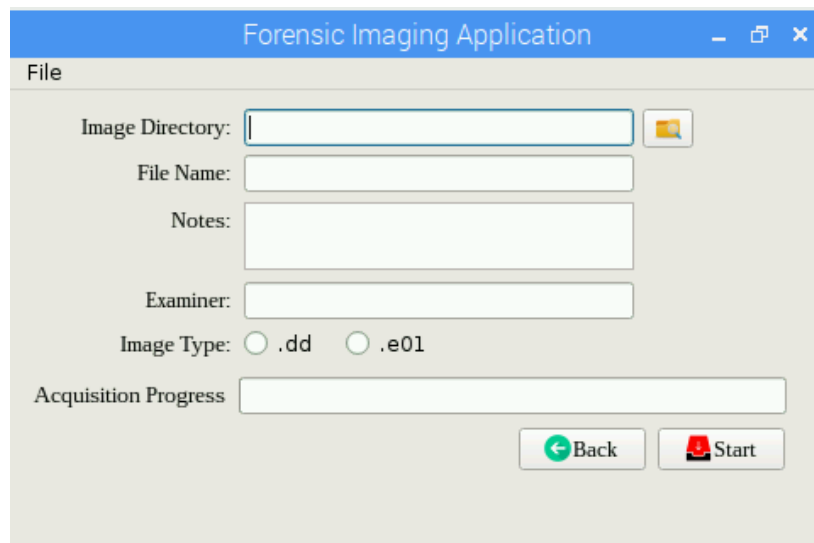 Forensic Imaging Application
File
Image Directory:
File Name:
Notes:
Examiner:
Image Type: .dd .e01
Acquisition Progress
Back Start